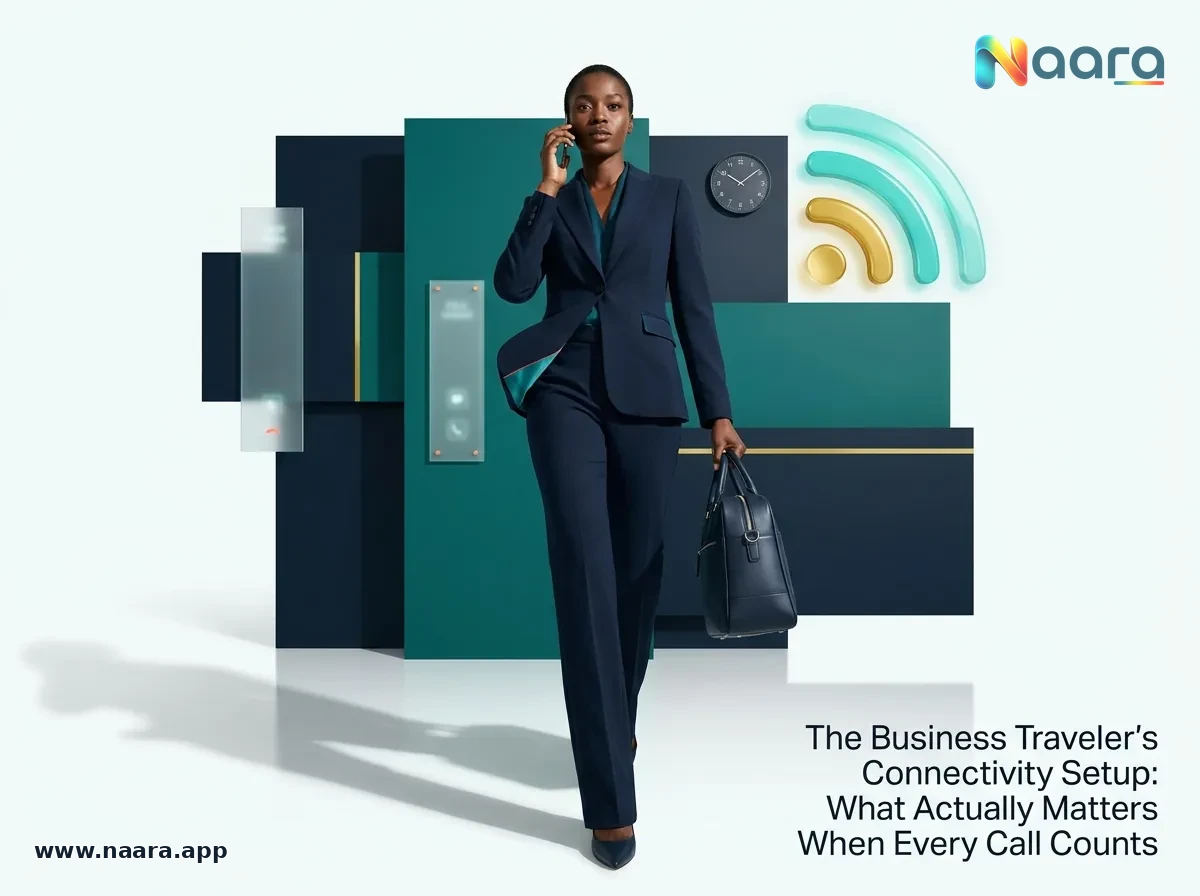 Naara
The Business Traveler’s
Connectivity Setup:
What Actually Matters
When Every Call Counts
www.naara.app